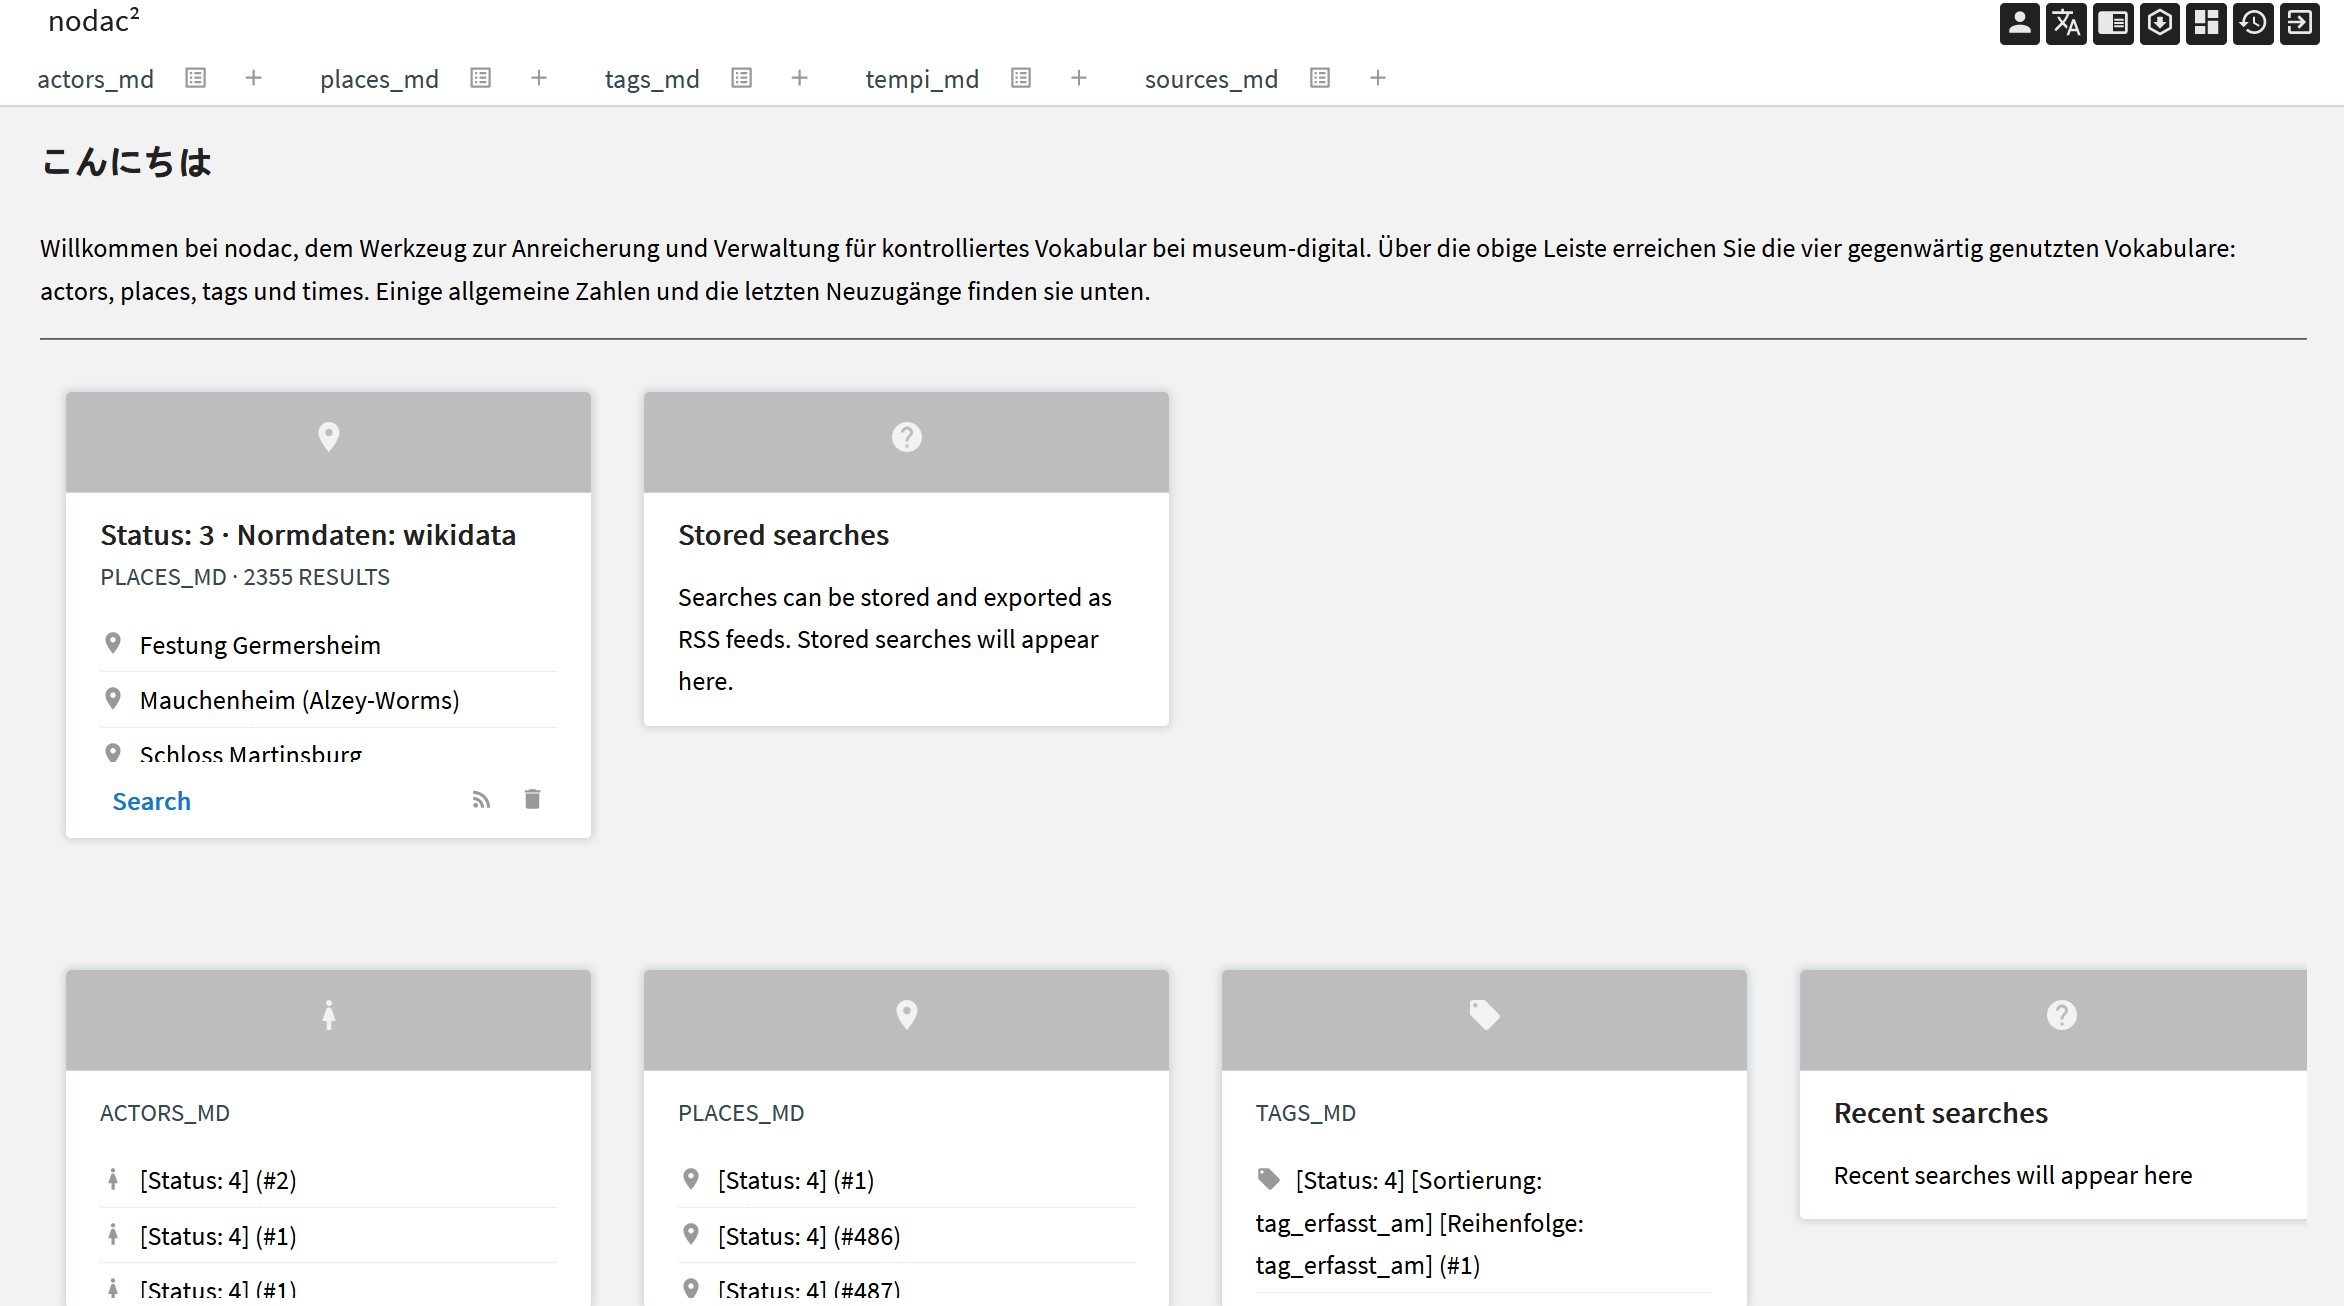 nodac²
actors_md places_md tags_md tempi_md sources_md
こんにちは
Willkommen bei nodac, dem Werkzeug zur Anreicherung und Verwaltung für kontrolliertes Vokabular bei museum-digital. Über die obige Leiste erreichen Sie die vier gegenwärtig genutzten Vokabulare:
actors, places, tags und times. Einige allgemeine Zahlen und die letzten Neuzugänge finden sie unten.
Status: 3 · Normdaten: wikidata
PLACES_MD · 2355 RESULTS
Festung Germersheim
Mauchenheim (Alzey-Worms)
Schloss Martinsburg
Search
Stored searches
Searches can be stored and exported as
RSS feeds. Stored searches will appear
here.
ACTORS_MD
[Status: 4] (#2)
[Status: 4] (#1)
[Status: 4] (#1)
PLACES_MD
[Status: 4] (#1)
[Status: 4] (#486)
[Status: 4] (#487)
TAGS_MD
[Status: 4] [Sortierung:
tag_erfasst_am] [Reihenfolge:
tag_erfasst_am] (#1)
Recent searches
Recent searches will appear here